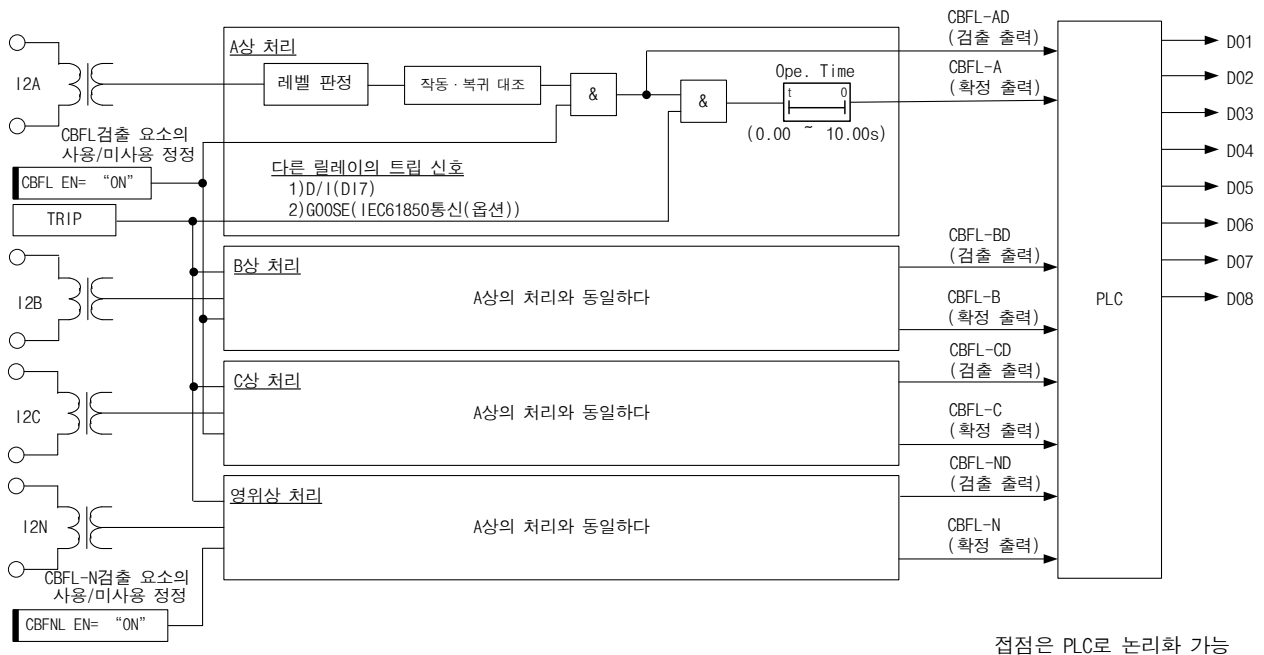 I2A
CBFL검출 요소의
사용/미사용 정정
CBFL EN= “ON”
TRIP
A상 처리
레벨 판정
작동·복귀 대조
&
&
Ope. Time
t 0
(0.00 ~ 10.00s)
다른 릴레이의 트립 신호
1)D/I(DI7)
2)GOOSE(IEC61850통신(옵션))
CBFL-AD
(검출 출력)
CBFL-A
(확정 출력)
I2B
B상 처리
A상의 처리와 동일하다
CBFL-BD
(검출 출력)
CBFL-B
(확정 출력)
I2C
C상 처리
A상의 처리와 동일하다
CBFL-CD
(검출 출력)
CBFL-C
(확정 출력)
I2N
영위상 처리
A상의 처리와 동일하다
CBFL-ND
(검출 출력)
CBFL-N
(확정 출력)
CBFL-N검출 요소의
사용/미사용 정정
CBFNL EN= “ON”
PLC
D01
D02
D03
D04
D05
D06
D07
D08
접점은 PLC로 논리화 가능